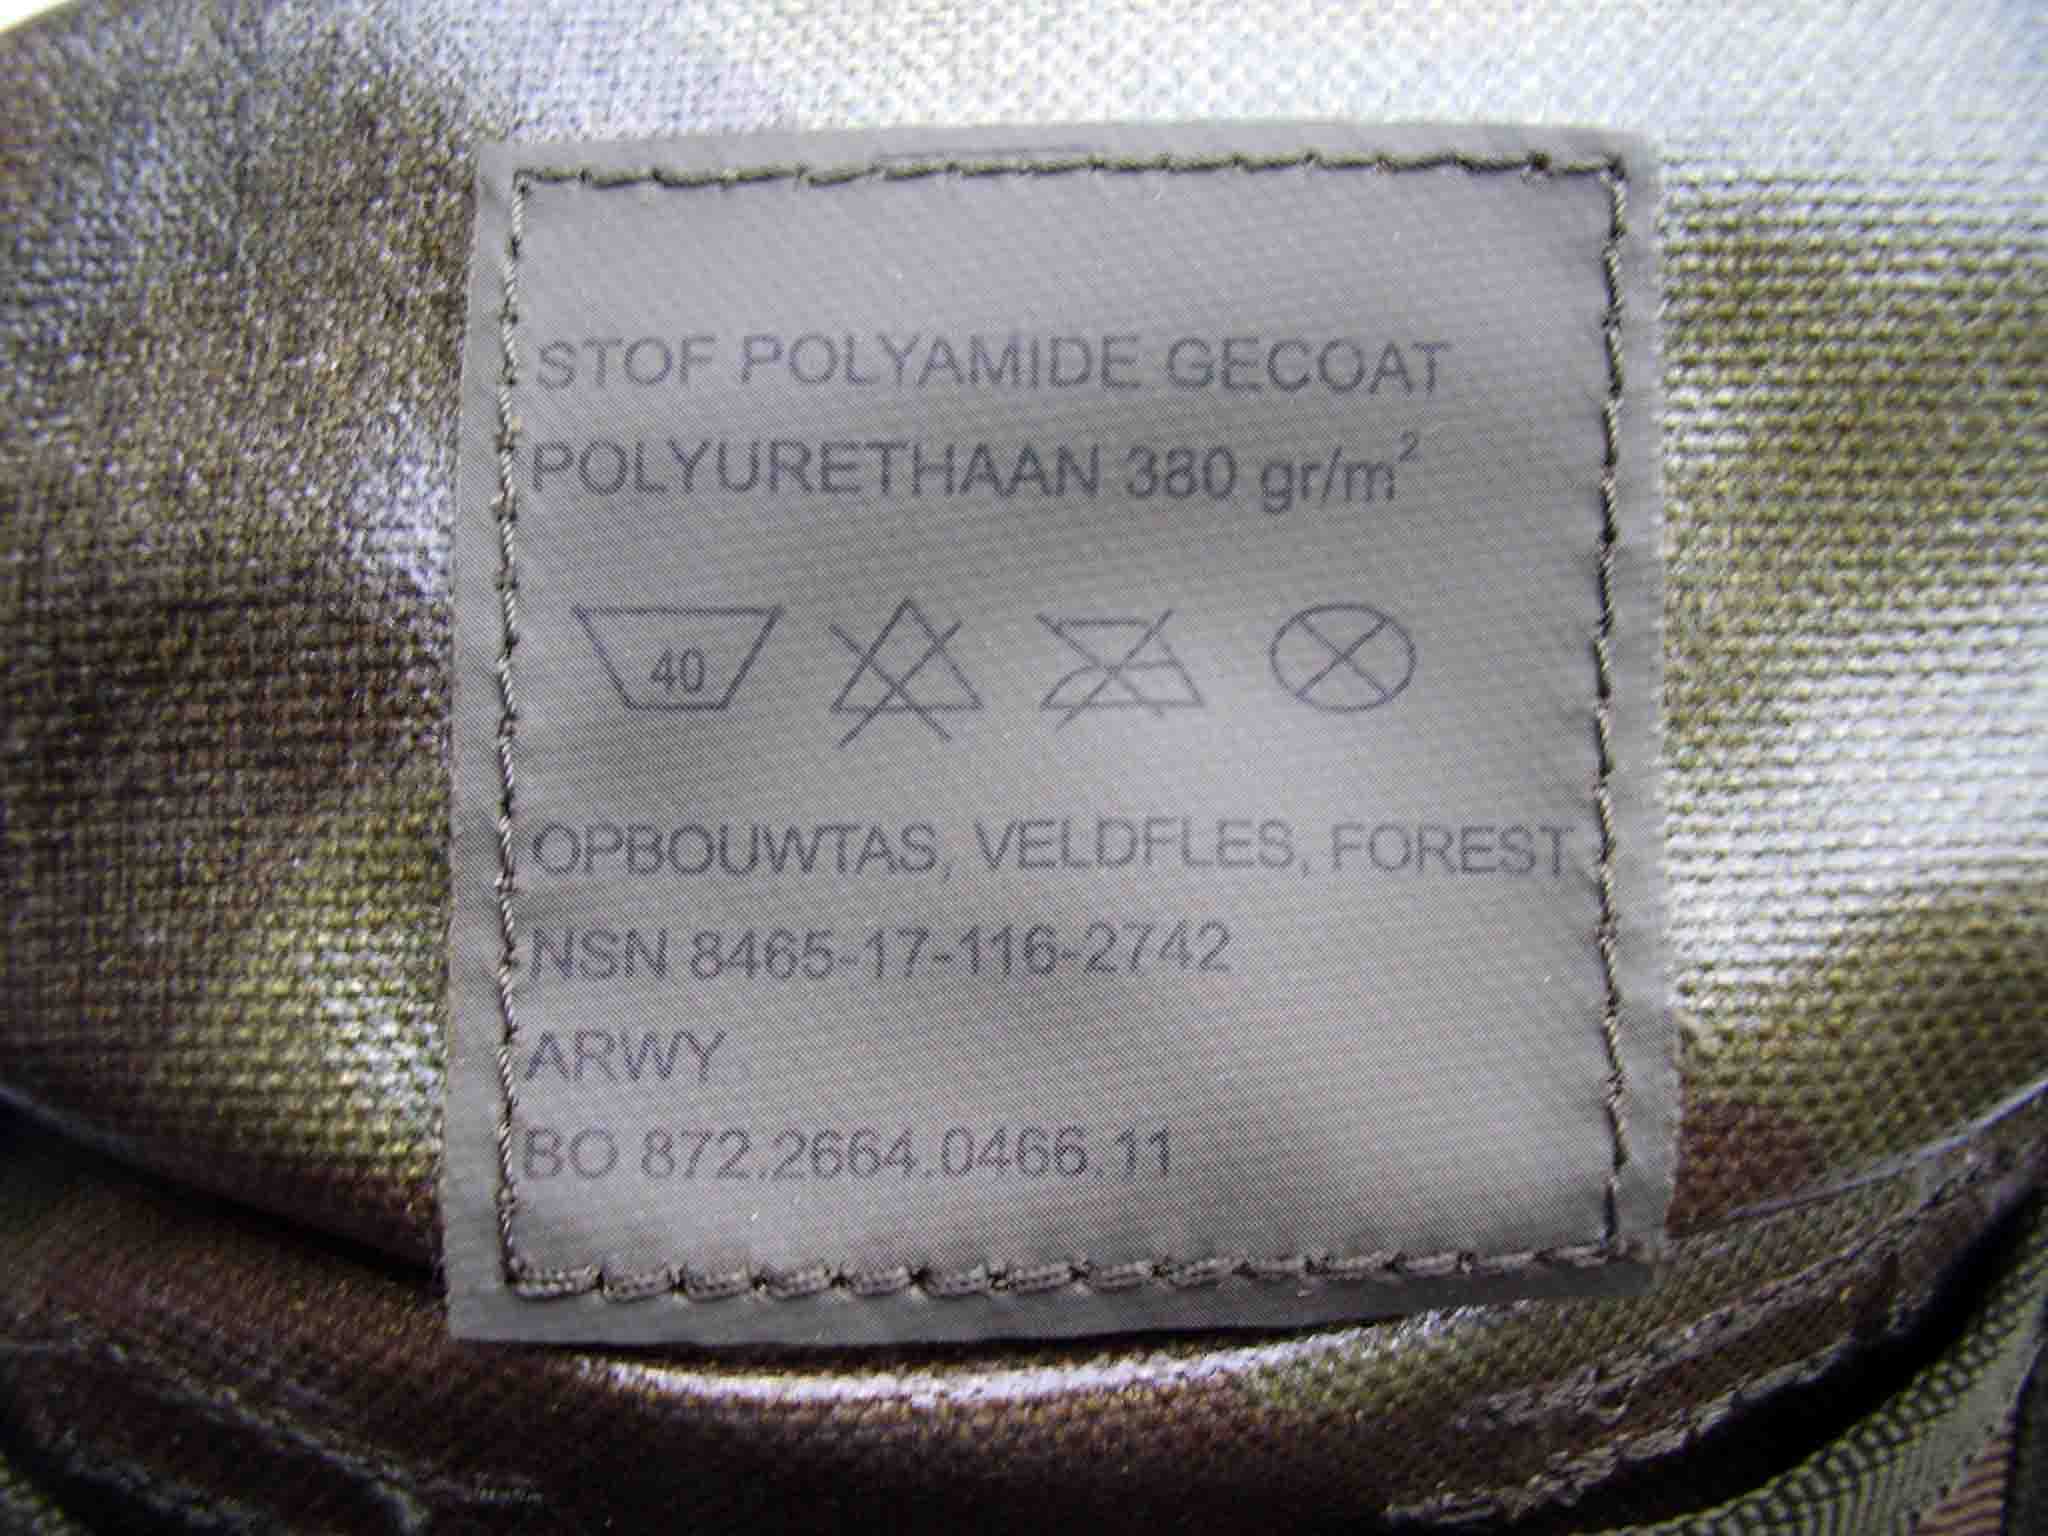 STOF POLYAMIDE GECOAT
POLYURETHAAN 380 gr/m²
40
OPBOUWTAS, VELDFLES, FOREST
NSN 8465-17-116-2742
ARWY
BO 872.2664.0466.11